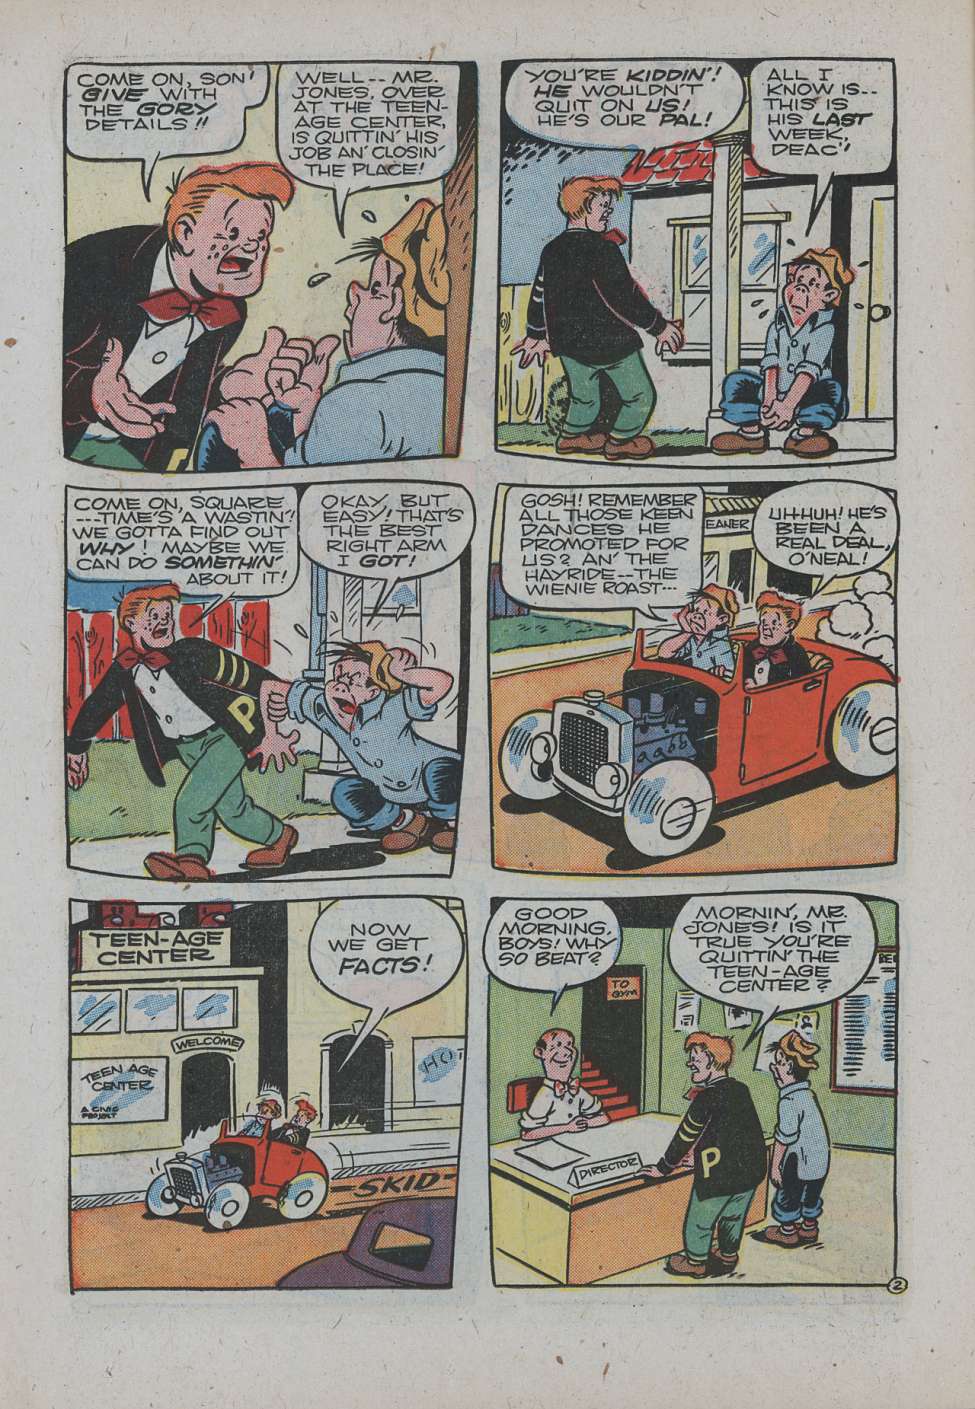 COME ON, SON!
GIVE WITH
THE GORY
DETAILS!!
WELL-- MR.
JONES, OVER
AT THE TEEN-
AGE CENTER,
IS QUITTIN' HIS
JOB AN' CLOSIN'
THE PLACE!
YOU'RE KIDDIN'!
HE WOULDN'T
QUIT ON US!
HE'S OUR PAL!
ALL I
KNOW IS--
THIS IS
HIS LAST
WEEK,
DEAC'!
COME ON, SQUARE
---TIME'S A WASTIN'!
WE GOTTA FIND OUT
WHY! MAYBE WE
CAN DO SOMETHIN'
ABOUT IT!
OKAY, BUT
EASY! THAT'S
THE BEST
RIGHT ARM
I GOT!
P
GOSH! REMEMBER
ALL THOSE KEEN
DANCES HE
PROMOTED FOR
US? AN' THE
HAYRIDE--THE
WIENIE ROAST---
EANER
UH-HUH! HE'S
BEEN A
REAL DEAL,
O'NEAL!
TEEN-AGE
CENTER
NOW
WE GET
FACTS!
WELCOME
TEEN AGE
CENTER
A CIVIC
PROJECT
HO
SKID
GOOD
MORNING,
BOYS! WHY
SO BEAT?
MORNIN', MR.
JONES! IS IT
TRUE YOU'RE
QUITTIN' THE
TEEN-AGE
CENTER?
TO
GYM
DIRECTOR
P
2